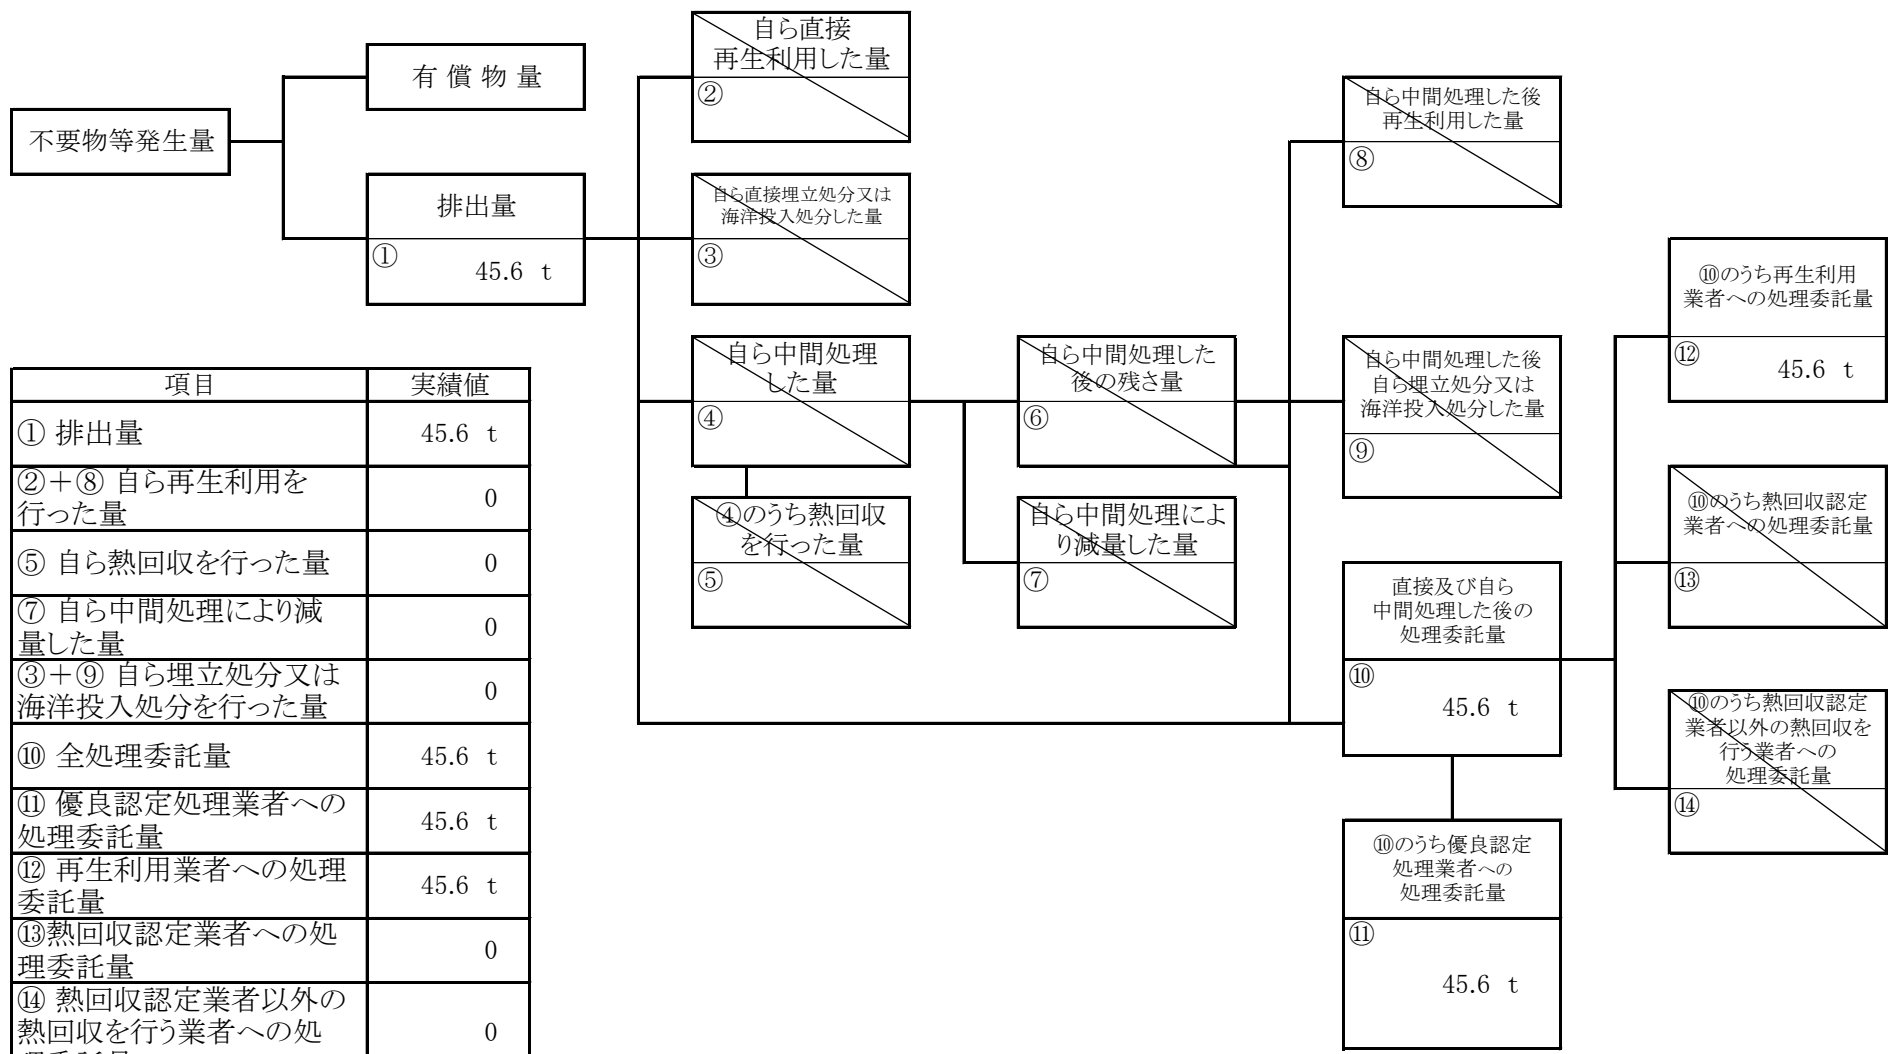 不要物等発生量
有 償 物 量
排出量
①
45.6 t
自ら直接
再生利用した量
②
自ら直接埋立処分又は
海洋投入処分した量
③
自ら中間処理
した量
④
④のうち熱回収
を行った量
⑤
自ら中間処理した
後の残さ量
⑥
自ら中間処理によ
り減量した量
⑦
自ら中間処理した後
再生利用した量
⑧
自ら中間処理した後
自ら埋立処分又は
海洋投入処分した量
⑨
直接及び自ら
中間処理した後の
処理委託量
⑩
45.6 t
⑩のうち優良認定
処理業者への
処理委託量
⑪
45.6 t
⑩のうち再生利用
業者への処理委託量
⑫
45.6 t
⑩のうち熱回収認定
業者への処理委託量
⑬
⑩のうち熱回収認定
業者以外の熱回収を
行う業者への
処理委託量
⑭
項目 実績値
① 排出量 45.6 t
②＋⑧ 自ら再生利用を
行った量 0
⑤ 自ら熱回収を行った量 0
⑦ 自ら中間処理により減
量した量 0
③＋⑨ 自ら埋立処分又は
海洋投入処分を行った量 0
⑩ 全処理委託量 45.6 t
⑪ 優良認定処理業者への
処理委託量 45.6 t
⑫ 再生利用業者への処理
委託量 45.6 t
⑬熱回収認定業者への処
理委託量 0
⑭ 熱回収認定業者以外の
熱回収を行う業者への処 0